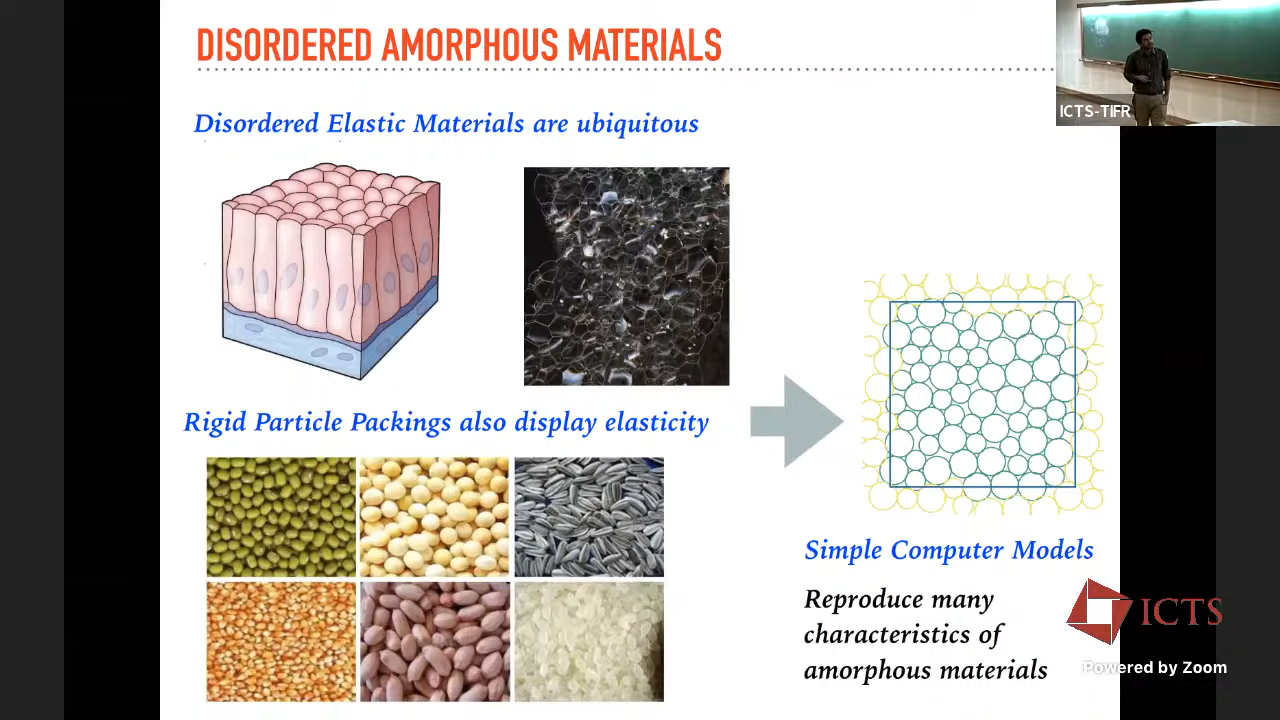 DISORDERED AMORPHOUS MATERIALS
ICTS-TIFR
Disordered Elastic Materials are ubiquitous
Rigid Particle Packings also display elasticity
Simple Computer Models
Reproduce many
characteristics of
amorphous materials
ICTS
Powered by Zoom